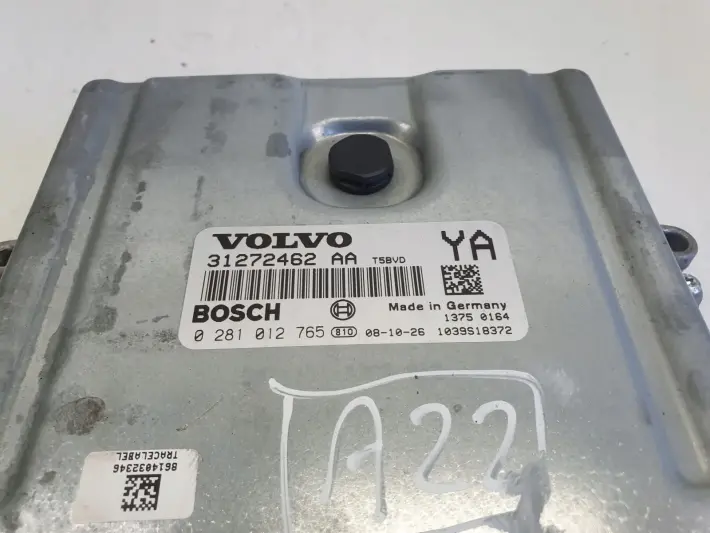 VOLVO
31272462 AA T5BVD
YA
BOSCH
Made in Germany
1375 0164
0 281 012 765 810 08-10-26 1039S18372
A22
8614032346
TRACELABEL